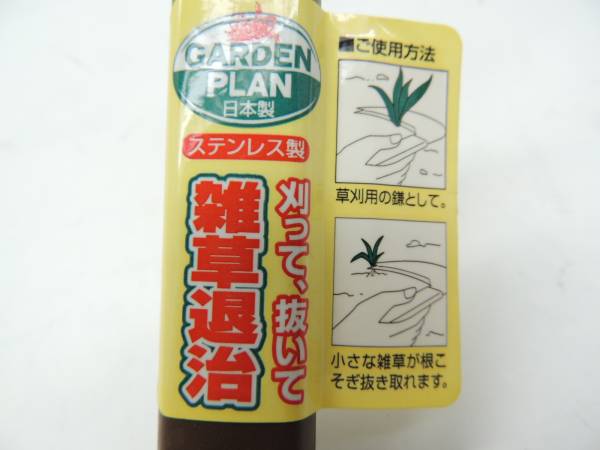 GARDEN
PLAN
日本製
ステンレス製
刈って、抜いて
雑草退治
■ご使用方法
草刈用の鎌として。
小さな雑草が根こ
そぎ抜き取れます。